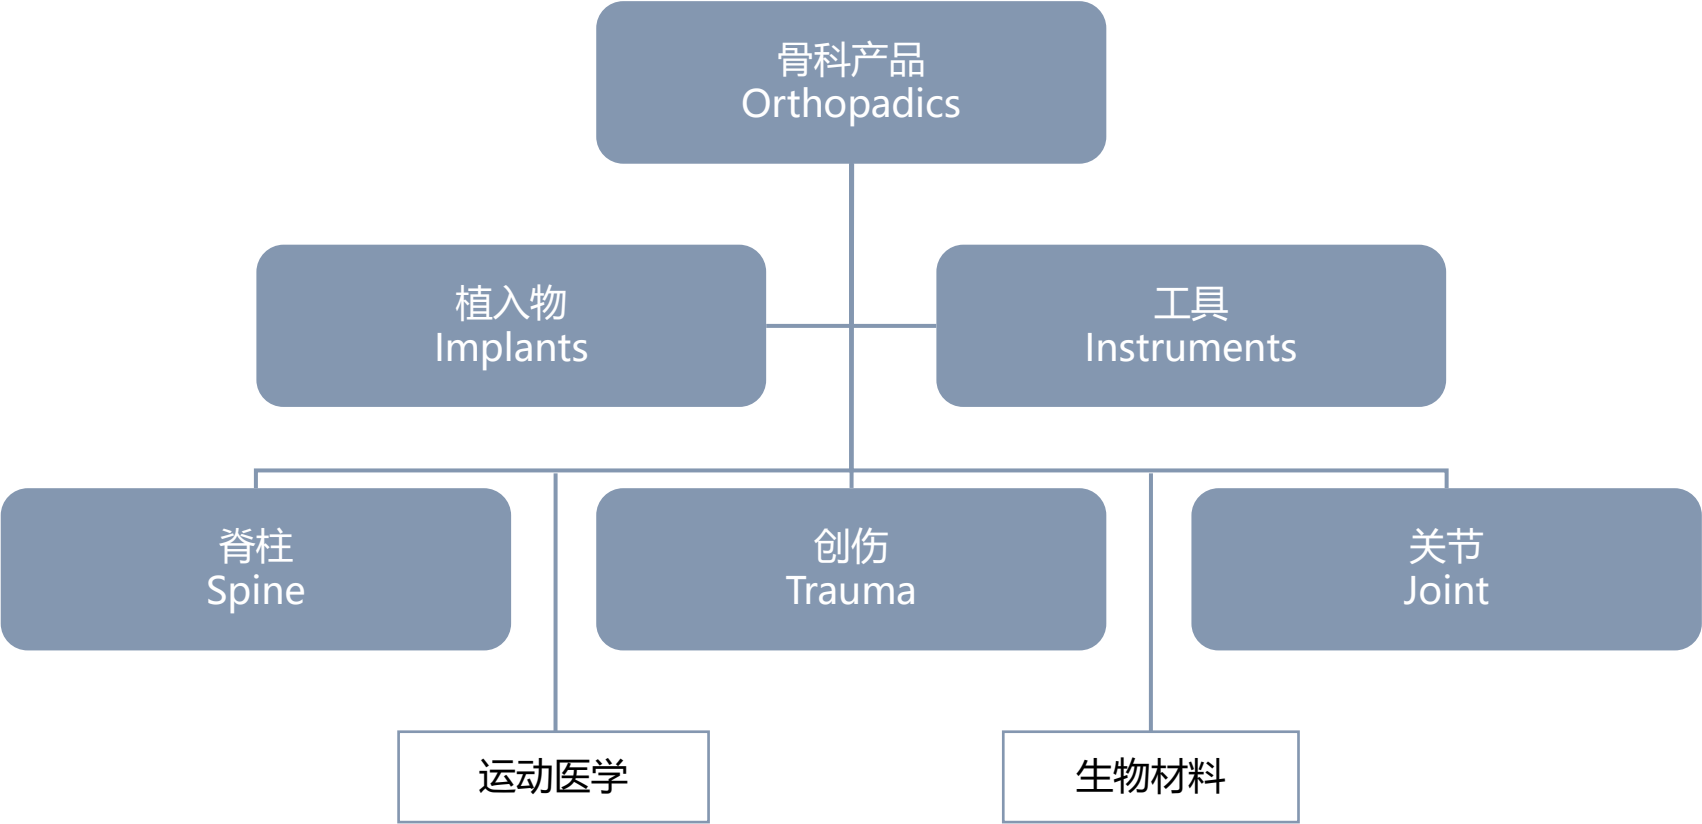 骨科产品
Orthopadics
植入物
Implants
工具
Instruments
脊柱
Spine
创伤
Trauma
关节
Joint
运动医学
生物材料